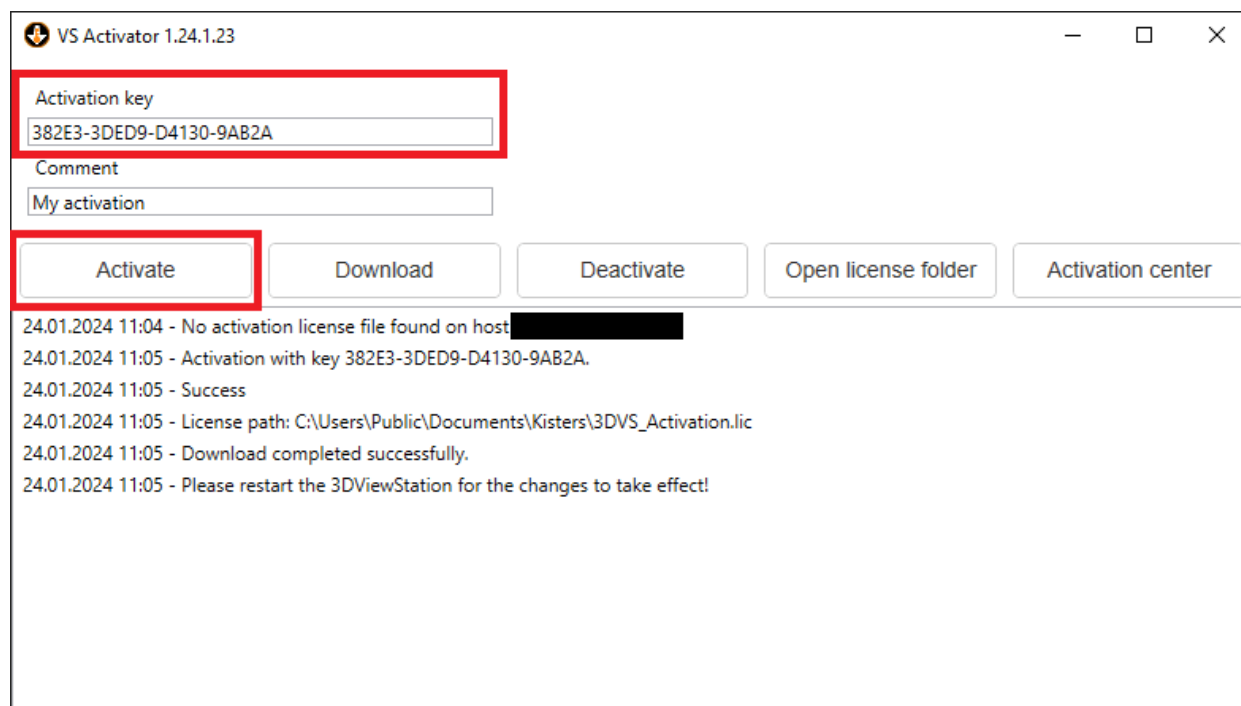 VS Activator 1.24.1.23
Activation key
382E3-3DED9-D4130-9AB2A
Comment
My activation
Activate Download Deactivate Open license folder Activation center
24.01.2024 11:04 - No activation license file found on host
24.01.2024 11:05 - Activation with key 382E3-3DED9-D4130-9AB2A.
24.01.2024 11:05 - Success
24.01.2024 11:05 - License path: C:\Users\Public\Documents\Kisters\3DVS_Activation.lic
24.01.2024 11:05 - Download completed successfully.
24.01.2024 11:05 - Please restart the 3DViewStation for the changes to take effect!